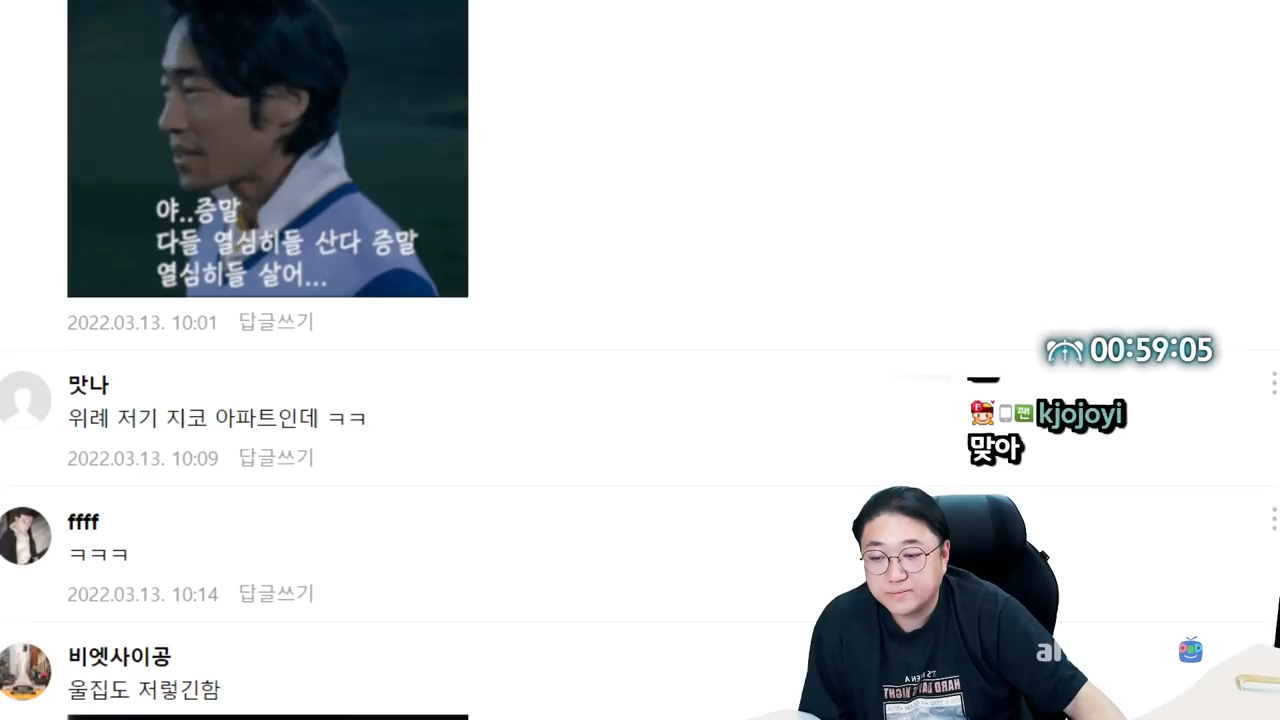 야..증말
다들 열심히들 산다 증말
열심히들 살어...
2022.03.13. 10:01 답글쓰기
00:59:05
맛나
위례 저기 지코 아파트인데 ㅋㅋ
2022.03.13. 10:09 답글쓰기
F 팬 kjojoyi
맞아
ffff
ㅋㅋㅋ
2022.03.13. 10:14 답글쓰기
비엣사이공
울집도 저렇긴함